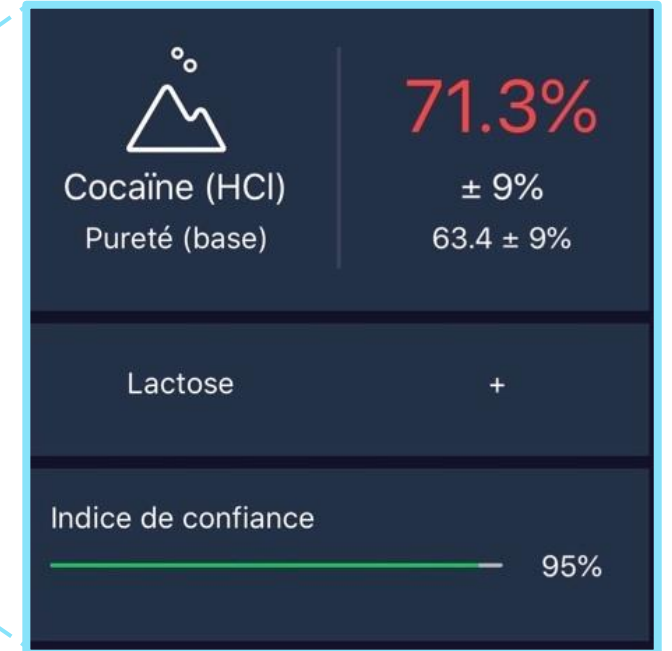 71.3%
Cocaïne (HCl) ± 9%
Pureté (base) 63.4 ± 9%
Lactose +
Indice de confiance
95%